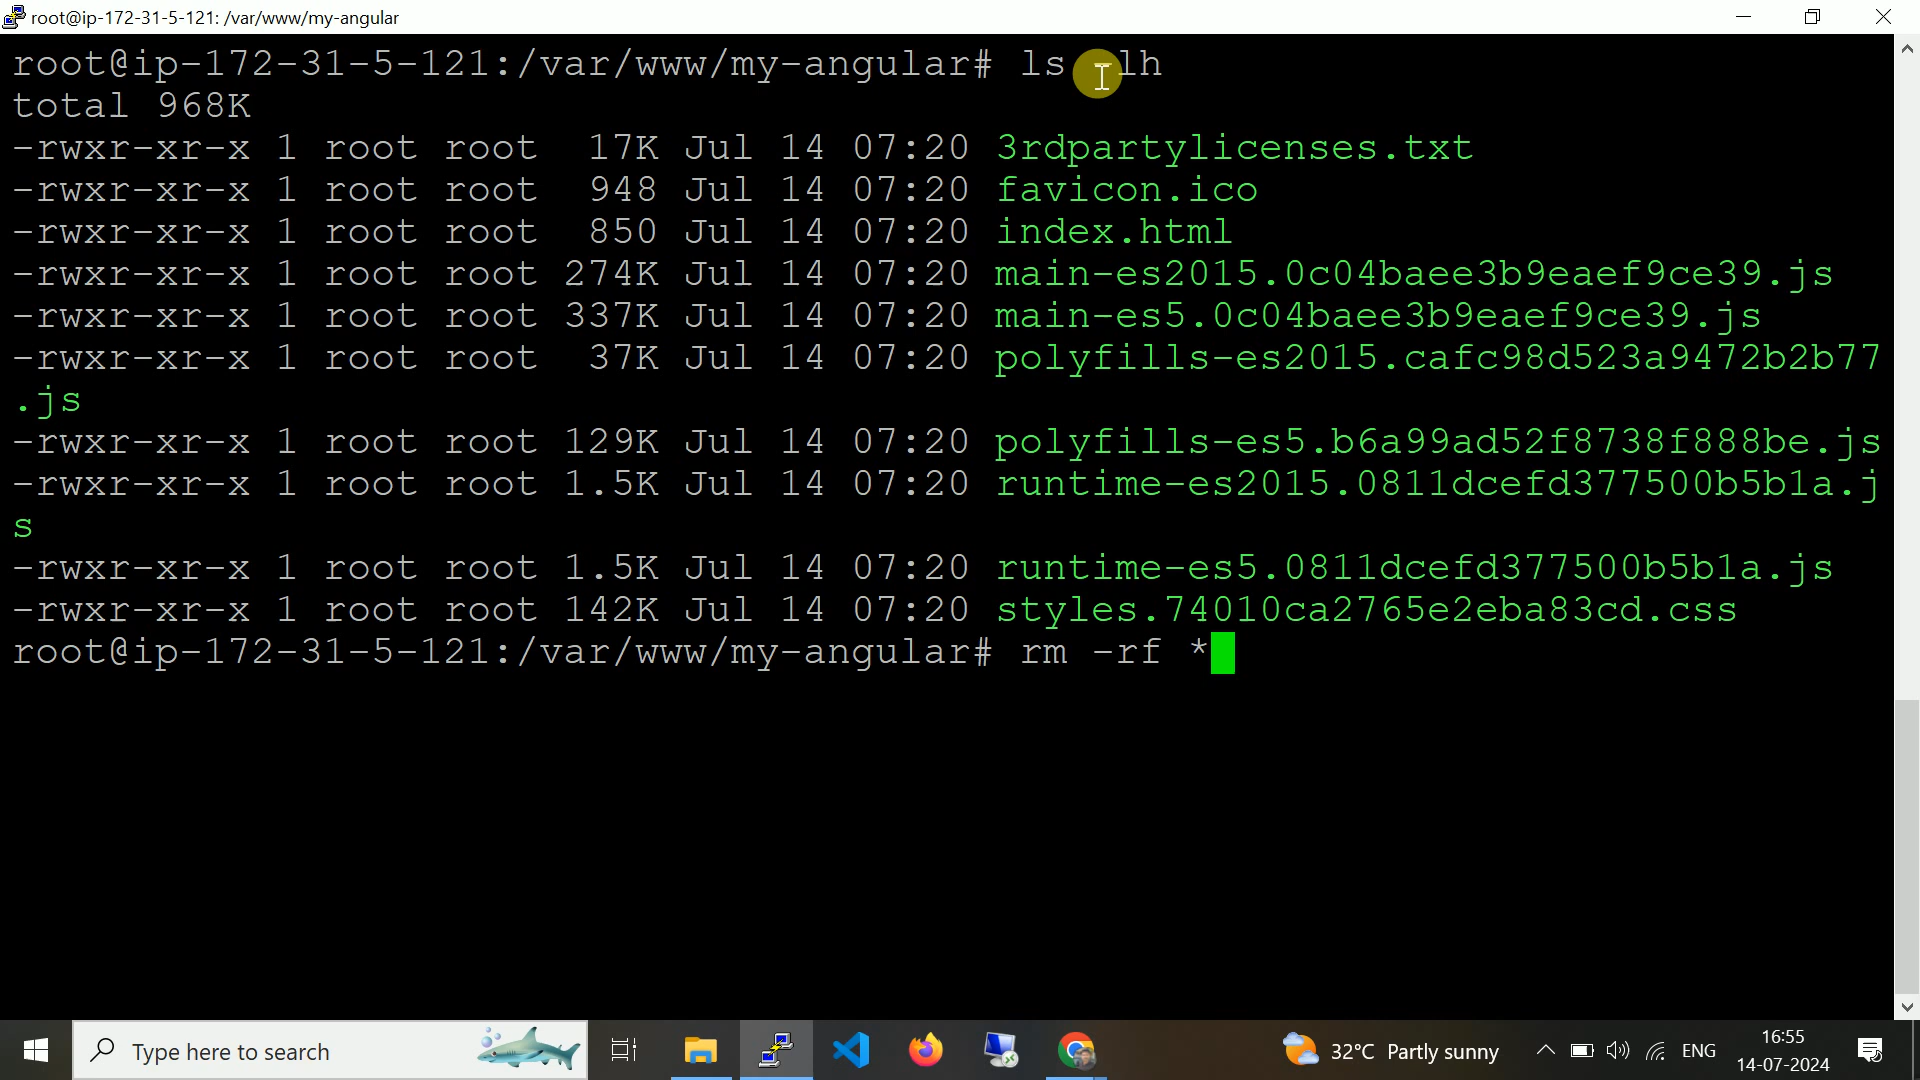 root@ip-172-31-5-121: /var/www/my-angular
root@ip-172-31-5-121:/var/www/my-angular# ls -lh
total 968K
-rwxr-xr-x 1 root root  17K Jul 14 07:20 3rdpartylicenses.txt
-rwxr-xr-x 1 root root  948 Jul 14 07:20 favicon.ico
-rwxr-xr-x 1 root root  850 Jul 14 07:20 index.html
-rwxr-xr-x 1 root root 274K Jul 14 07:20 main-es2015.0c04baee3b9eaef9ce39.js
-rwxr-xr-x 1 root root 337K Jul 14 07:20 main-es5.0c04baee3b9eaef9ce39.js
-rwxr-xr-x 1 root root  37K Jul 14 07:20 polyfills-es2015.cafc98d523a9472b2b77
.js
-rwxr-xr-x 1 root root 129K Jul 14 07:20 polyfills-es5.b6a99ad52f8738f888be.js
-rwxr-xr-x 1 root root 1.5K Jul 14 07:20 runtime-es2015.0811dcefd377500b5b1a.j
s
-rwxr-xr-x 1 root root 1.5K Jul 14 07:20 runtime-es5.0811dcefd377500b5b1a.js
-rwxr-xr-x 1 root root 142K Jul 14 07:20 styles.74010ca2765e2eba83cd.css
root@ip-172-31-5-121:/var/www/my-angular# rm -rf *
Type here to search
32°C Partly sunny
ENG
16:55
14-07-2024